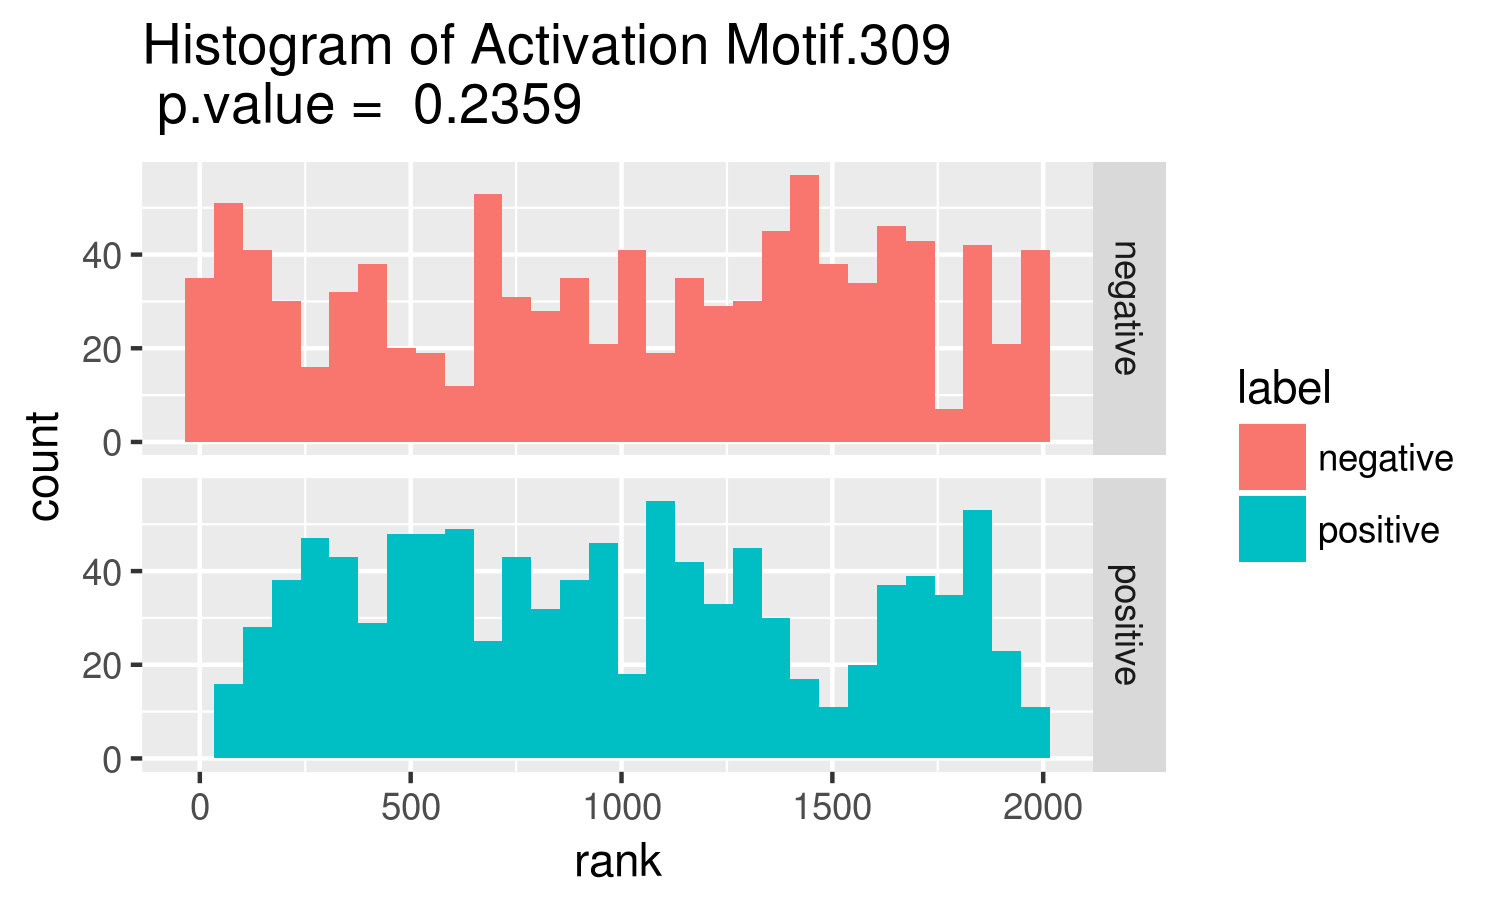 Histogram of Activation Motif.309
p.value =  0.2359
count
40
20
0
negative
40
20
0
positive
0 500 1000 1500 2000
rank
label
negative
positive